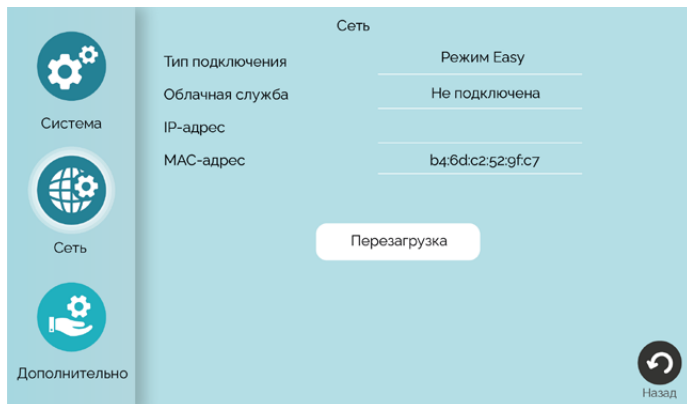 Сеть
Тип подключения Режим Easy
Облачная служба Не подключена
IP-адрес
MAC-адрес b4:6d:c2:52:9f:c7
Перезагрузка
Система
Сеть
Дополнительно
Назад